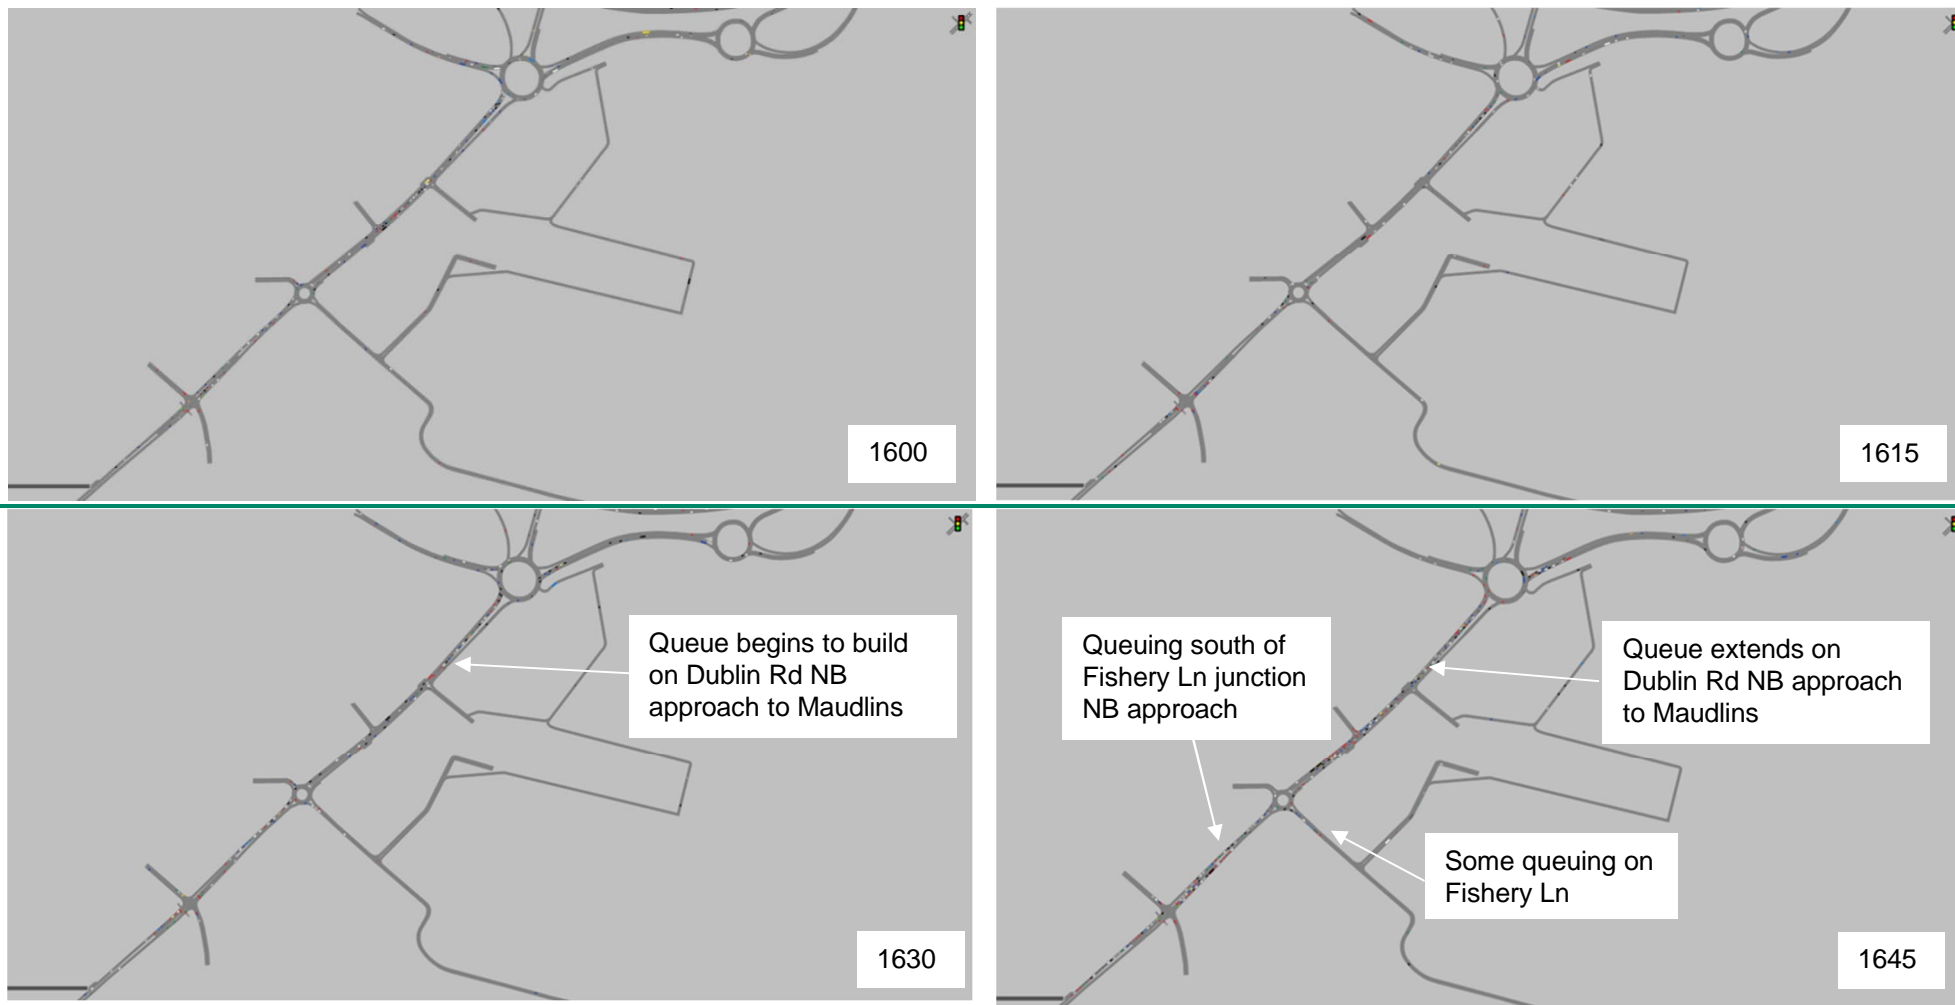 1600
1615
Queue begins to build
on Dublin Rd NB
approach to Maudlins
1630
Queuing south of
Fishery Ln junction
NB approach
Queue extends on
Dublin Rd NB approach
to Maudlins
Some queuing on
Fishery Ln
1645